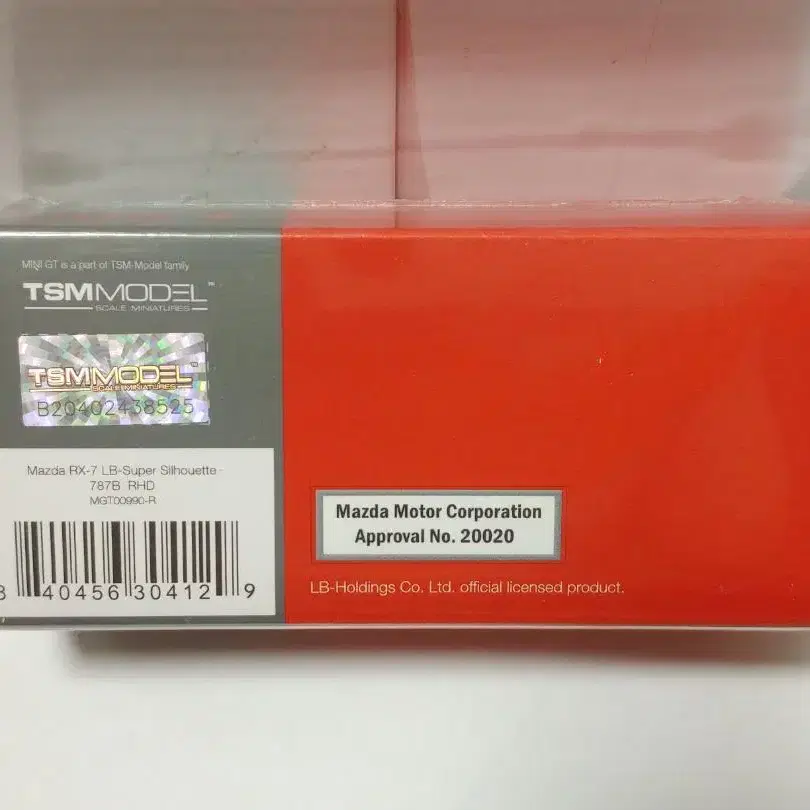 MINI GT is a part of TSM-Model family
TSMMODEL™
SCALE MINIATURES
TSMMODEL™
SCALE MINIATURES
B20402438525
Mazda RX-7 LB-Super Silhouette -
787B RHD
MGT00990-R
8 40456 30412 9
Mazda Motor Corporation
Approval No. 20020
LB-Holdings Co. Ltd. official licensed product.